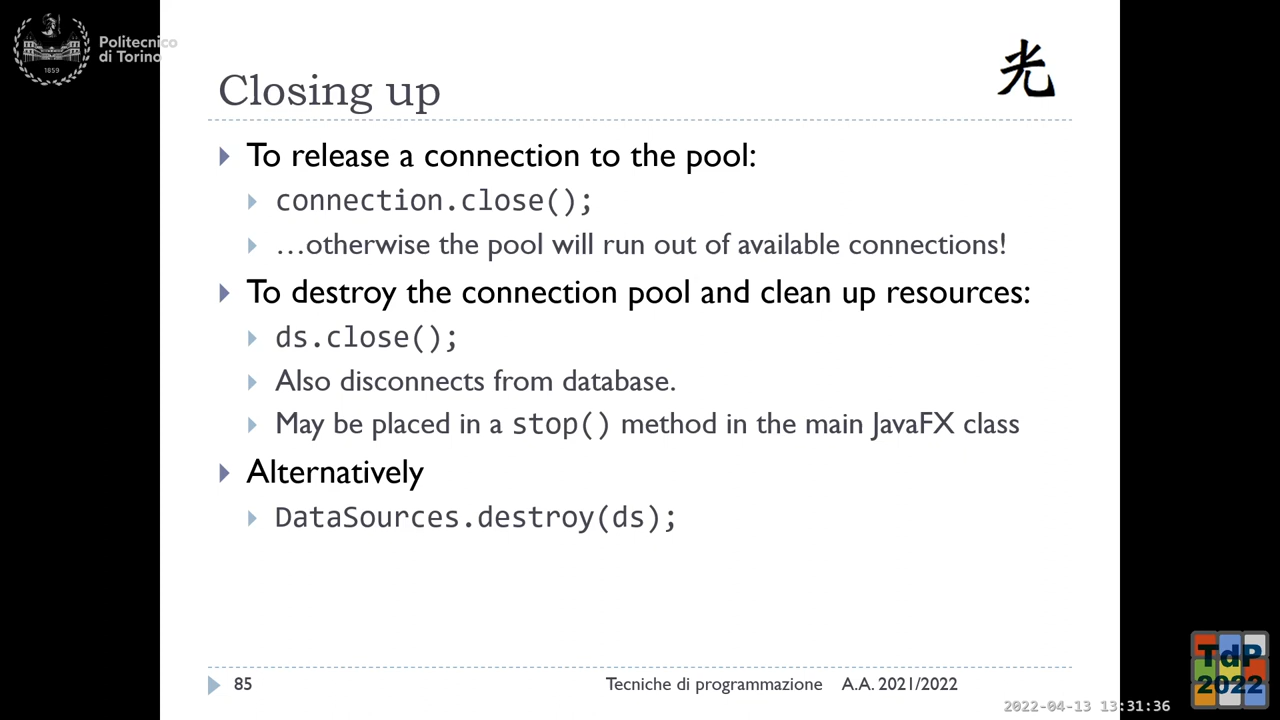 Politecnico
di Torino
1859
光
Closing up
To release a connection to the pool:
connection.close();
…otherwise the pool will run out of available connections!
To destroy the connection pool and clean up resources:
ds.close();
Also disconnects from database.
May be placed in a stop() method in the main JavaFX class
Alternatively
DataSources.destroy(ds);
85
Tecniche di programmazione A.A. 2021/2022
2022-04-13 13:31:36
TdP
2022